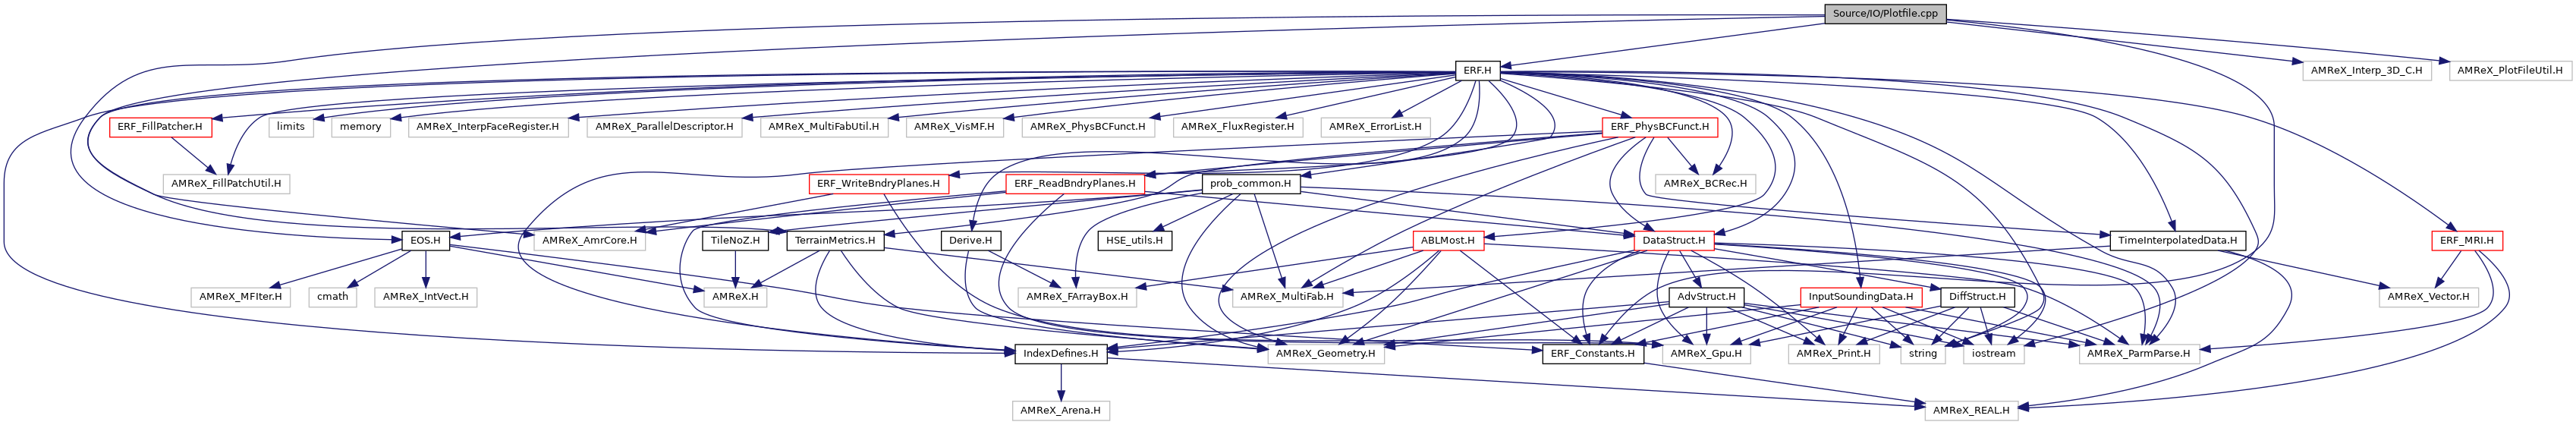 Source/IO/Plotfile.cpp
ERF.H
AMReX_Interp_3D_C.H
AMReX_PlotFileUtil.H
ERF_FillPatcher.H
limits
memory
AMReX_InterpFaceRegister.H
AMReX_ParallelDescriptor.H
AMReX_MultiFabUtil.H
AMReX_VisMF.H
AMReX_PhysBCFunct.H
AMReX_FluxRegister.H
AMReX_ErrorList.H
ERF_PhysBCFunct.H
AMReX_FillPatchUtil.H
ERF_WriteBndryPlanes.H
ERF_ReadBndryPlanes.H
prob_common.H
AMReX_BCRec.H
EOS.H
AMReX_AmrCore.H
TileNoZ.H
TerrainMetrics.H
Derive.H
HSE_utils.H
ABLMost.H
DataStruct.H
TimeInterpolatedData.H
ERF_MRI.H
AMReX_MFIter.H
cmath
AMReX_IntVect.H
AMReX.H
AMReX_FArrayBox.H
AMReX_MultiFab.H
AdvStruct.H
InputSoundingData.H
DiffStruct.H
AMReX_Vector.H
IndexDefines.H
AMReX_Geometry.H
ERF_Constants.H
AMReX_Gpu.H
AMReX_Print.H
string
iostream
AMReX_ParmParse.H
AMReX_Arena.H
AMReX_REAL.H